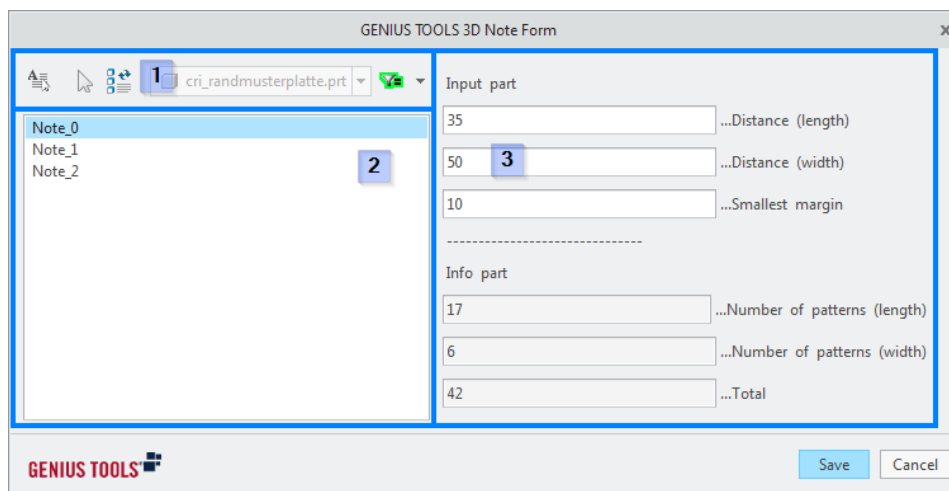 GENIUS TOOLS 3D Note Form
1
cri_randmusterplatte.prt
Note_0
Note_1
Note_2
2
Input part
35 ...Distance (length)
50 3 ...Distance (width)
10 ...Smallest margin
-------------------------------
Info part
17 ...Number of patterns (length)
6 ...Number of patterns (width)
42 ...Total
GENIUS TOOLS
Save Cancel